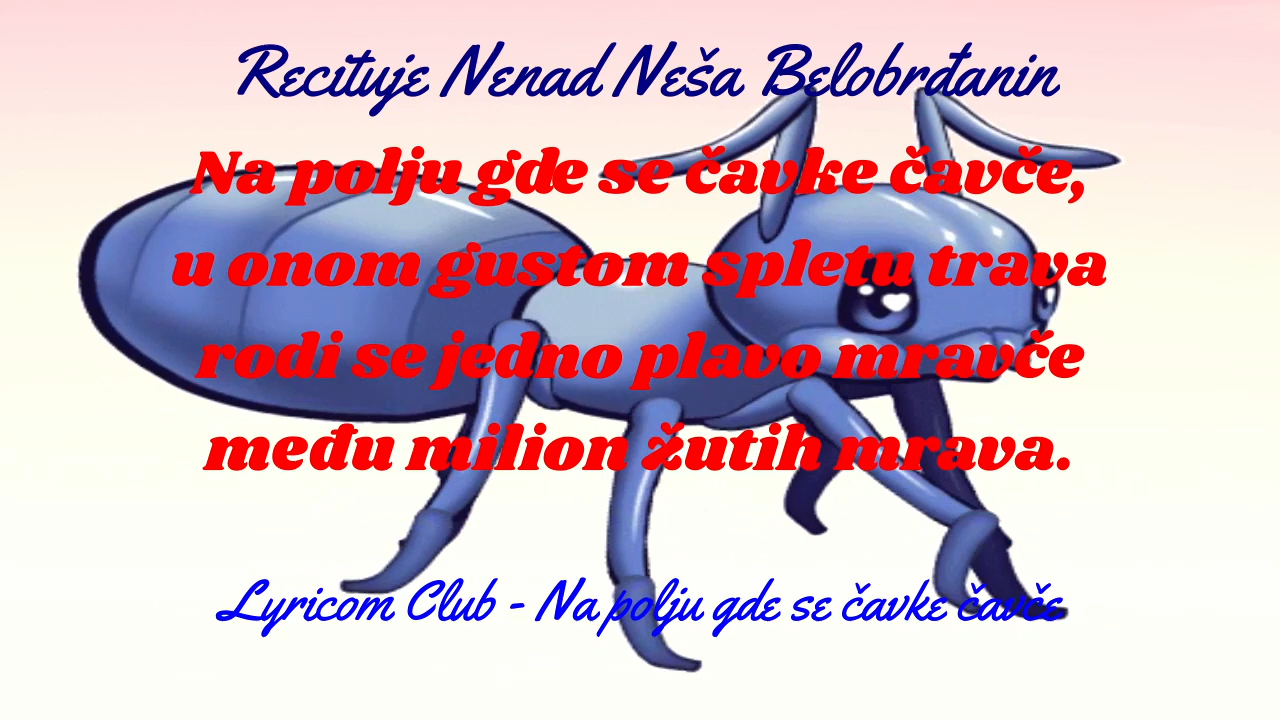 Recituje Nenad Neša Belobrđanin
Na polju gde se čavke čavče,
u onom gustom spletu trava
rodi se jedno plavo mravče
među milion žutih mrava.
Lyricom Club - Na polju gde se čavke čavče